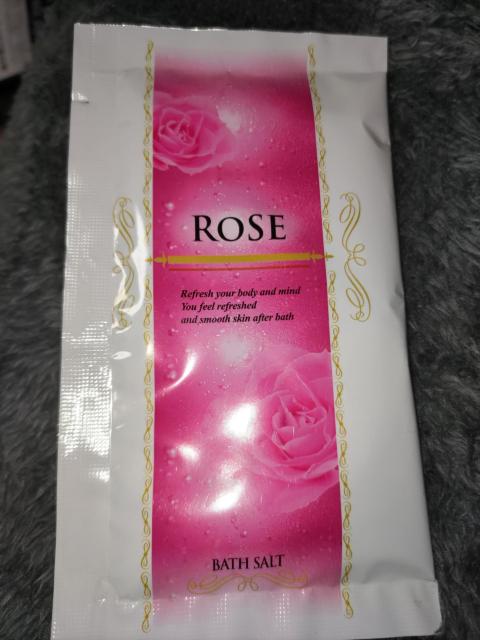 ROSE
Refresh your body and mind
You feel refreshed
and smooth skin after bath
BATH SALT